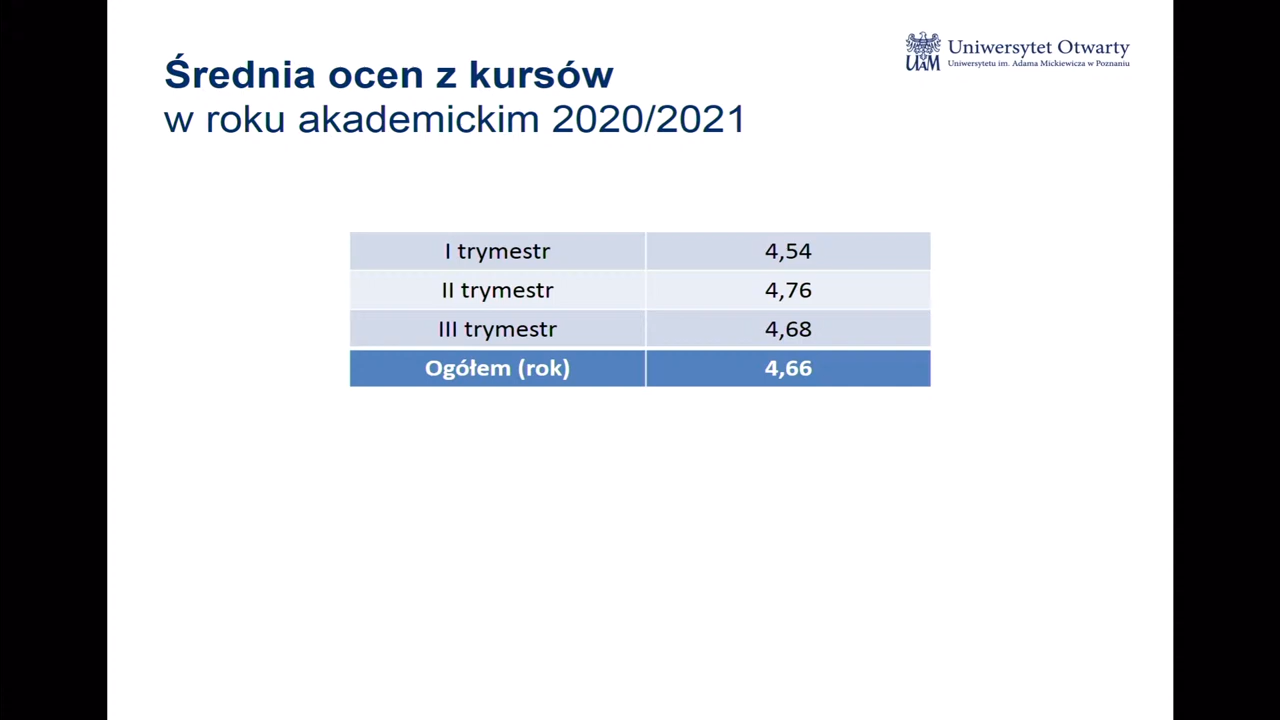 Uniwersytet Otwarty
Uniwersytetu im. Adama Mickiewicza w Poznaniu
UAM
Średnia ocen z kursów
w roku akademickim 2020/2021
I trymestr 4,54
II trymestr 4,76
III trymestr 4,68
Ogółem (rok) 4,66